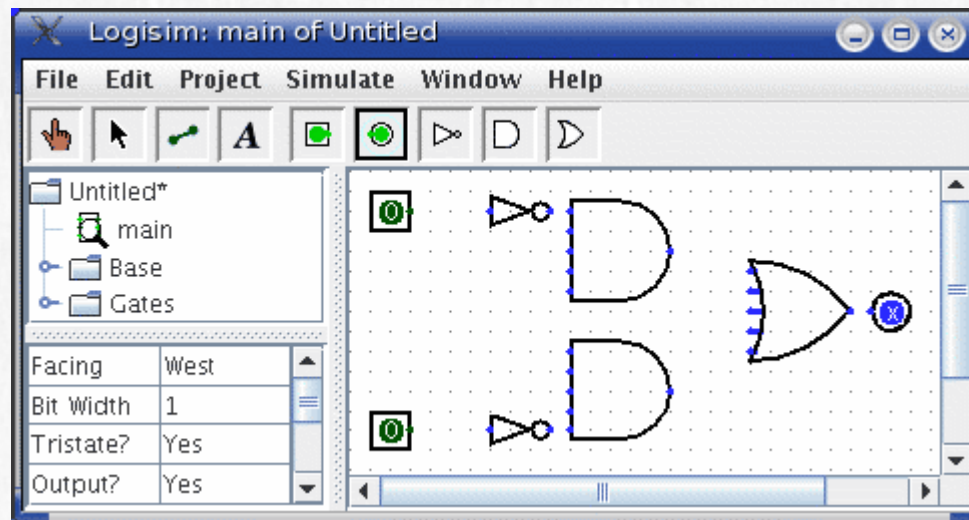 Logisim: main of Untitled
File Edit Project Simulate Window Help
A
Untitled*
main
Base
Gates
Facing West
Bit Width 1
Tristate? Yes
Output? Yes
0
0
x